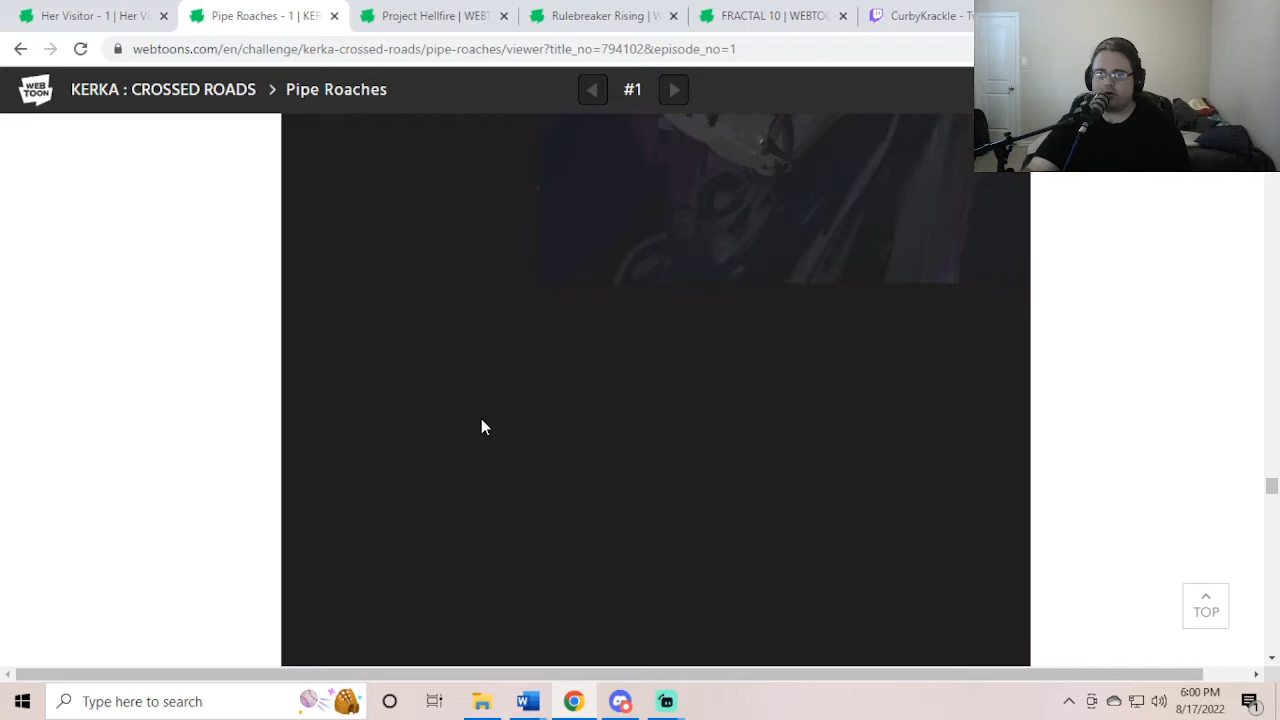 Her Visitor - 1 | Her Vi
Pipe Roaches - 1 | KER
Project Hellfire | WEBT
Rulebreaker Rising | W
FRACTAL 10 | WEBTOO
CurbyKrackle - Tw
webtoons.com/en/challenge/kerka-crossed-roads/pipe-roaches/viewer?title_no=794102&episode_no=1
WEB
TOON
KERKA : CROSSED ROADS > Pipe Roaches
#1
TOP
Type here to search
6:00 PM
8/17/2022
1